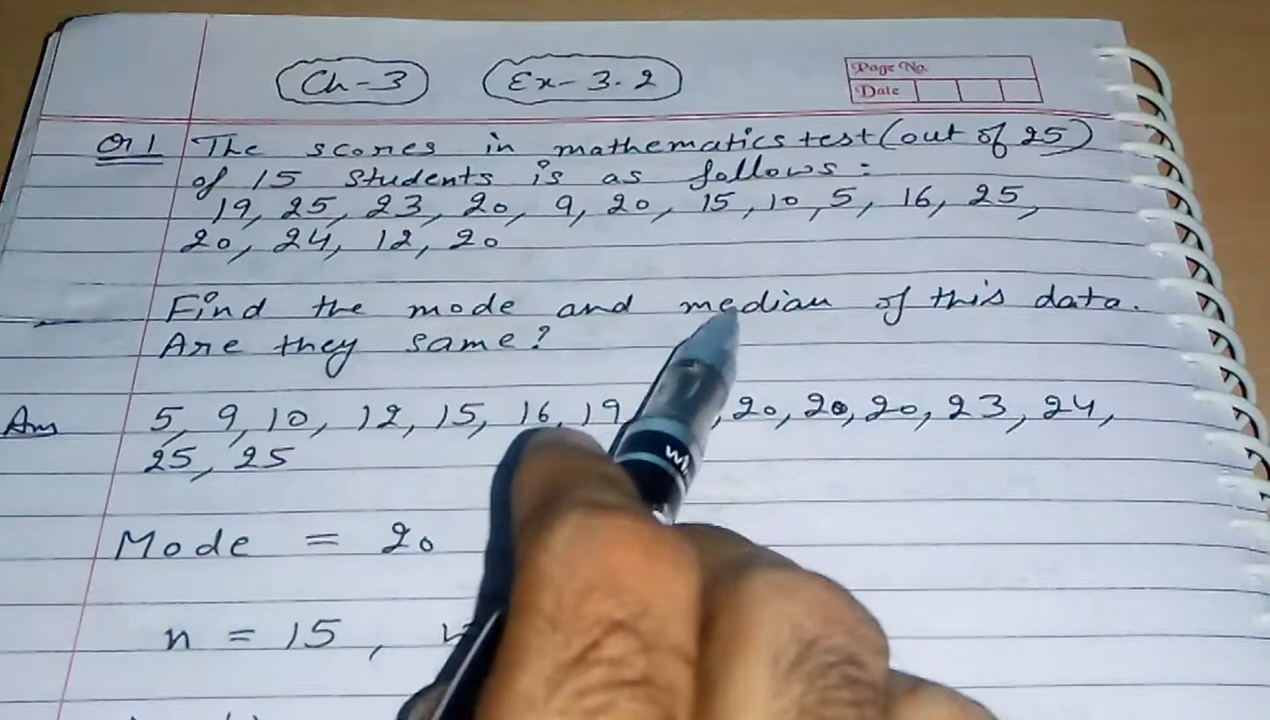 Ch-3 Ex-3.2
Page No.
Date
Q1 The scores in mathematics test (out of 25)
of 15 students is as follows:
19, 25, 23, 20, 9, 20, 15, 10, 5, 16, 25,
20, 24, 12, 20
Find the mode and median of this data.
Are they same?
Ans 5, 9, 10, 12, 15, 16, 19 , 20, 20, 20, 23, 24,
25, 25
Mode = 20
n = 15,